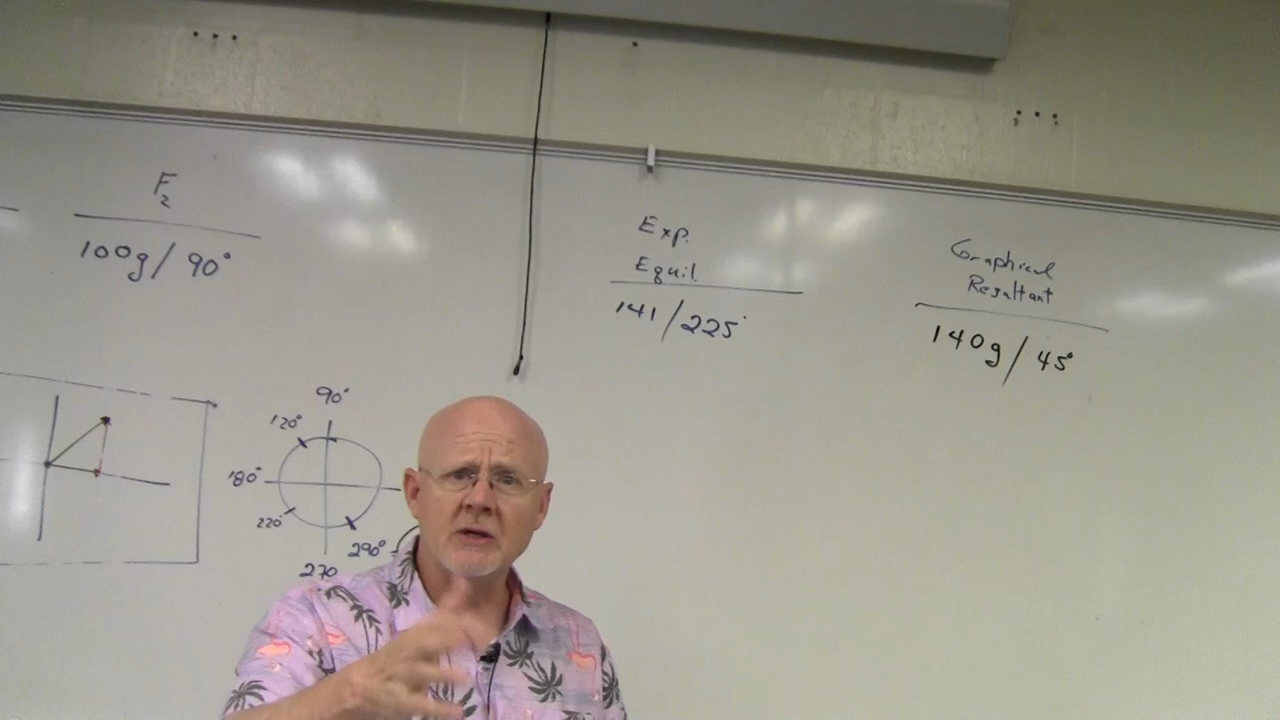 F2
100g/90°
Exp.
Equil.
141/225°
Graphical
Resultant
140g/45°
90°
120°
180°
220°
290°
270